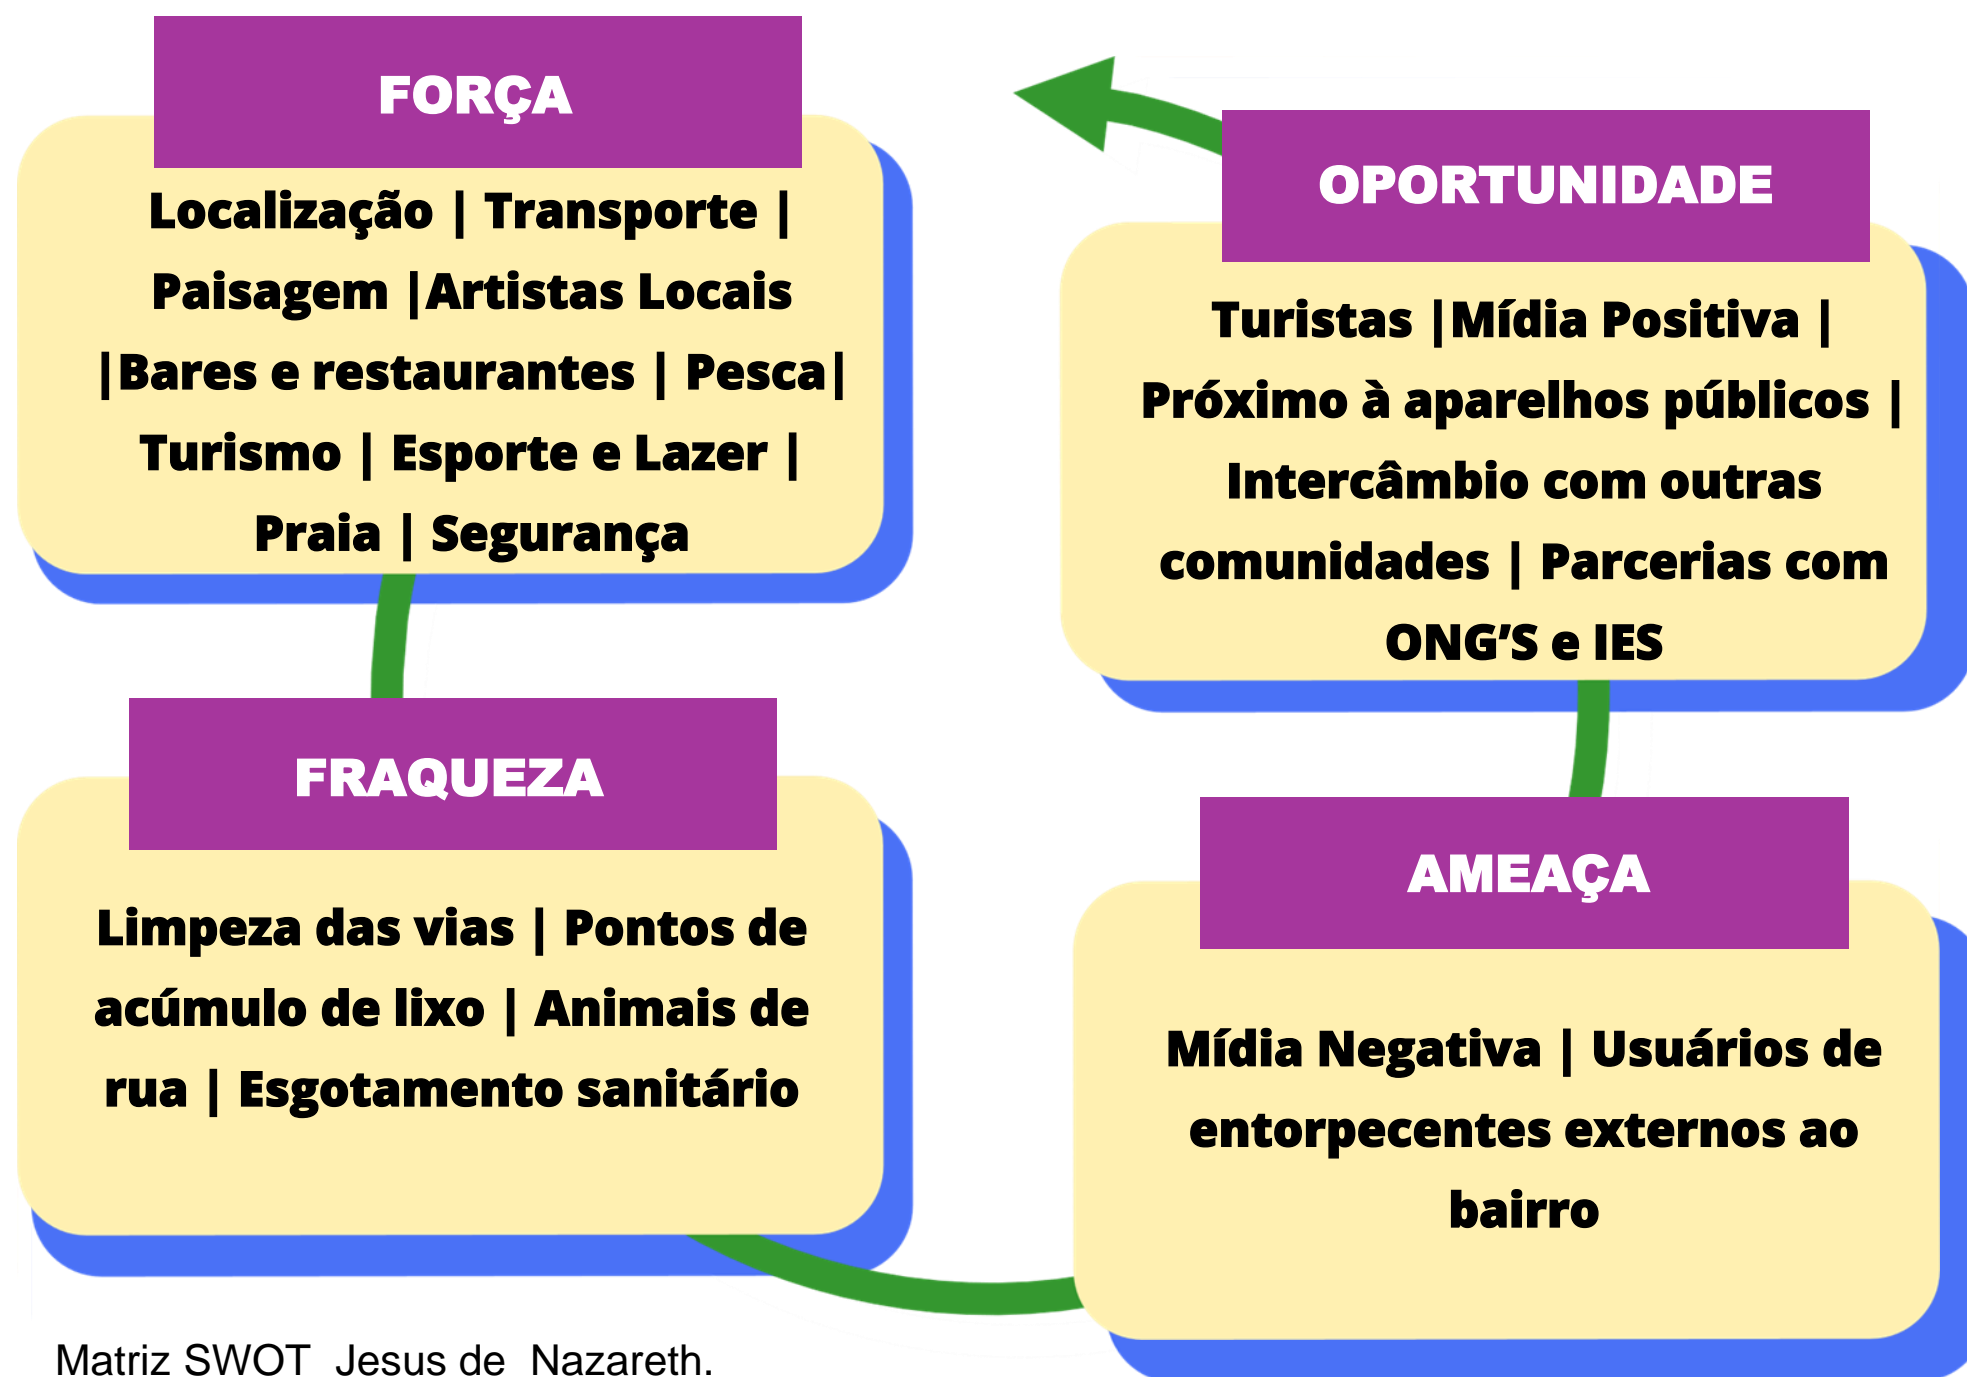 FORÇA
Localização | Transporte |
Paisagem |Artistas Locais
|Bares e restaurantes | Pesca|
Turismo | Esporte e Lazer |
Praia | Segurança
OPORTUNIDADE
Turistas |Mídia Positiva |
Próximo à aparelhos públicos |
Intercâmbio com outras
comunidades | Parcerias com
ONG’S e IES
FRAQUEZA
Limpeza das vias | Pontos de
acúmulo de lixo | Animais de
rua | Esgotamento sanitário
AMEAÇA
Mídia Negativa | Usuários de
entorpecentes externos ao
bairro
Matriz SWOT  Jesus de  Nazareth.